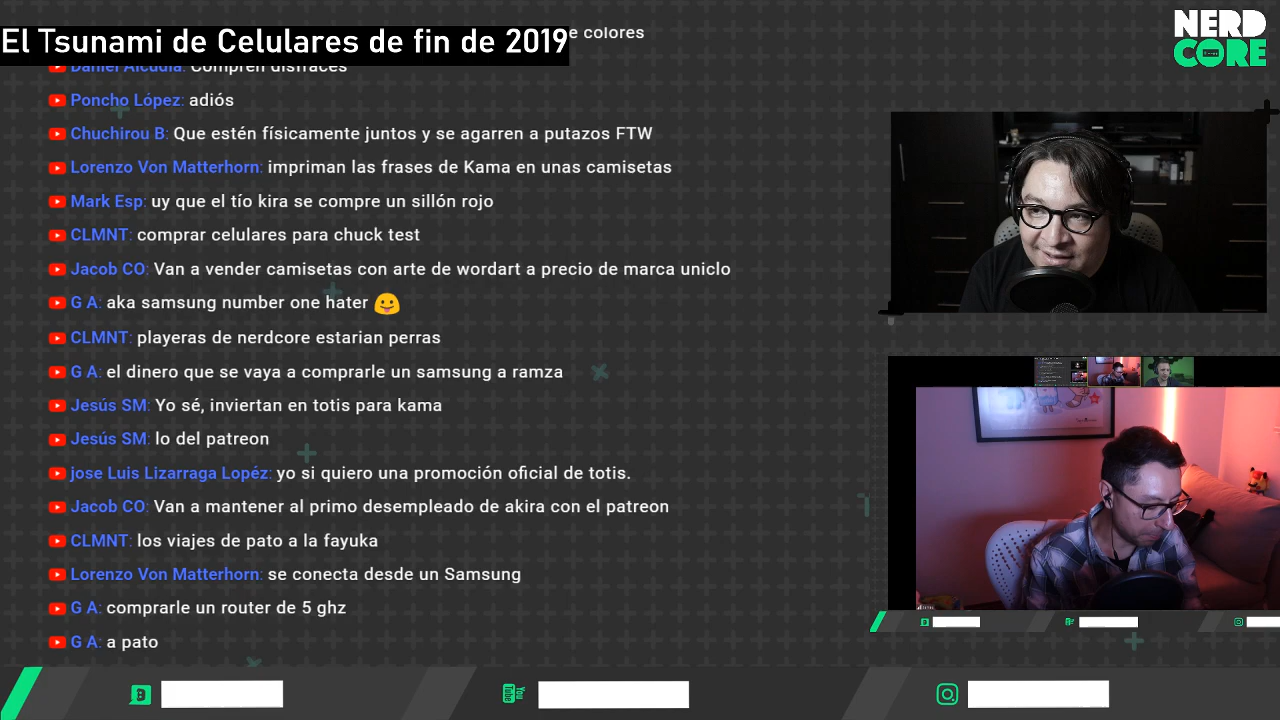 El Tsunami de Celulares de fin de 2019
e colores
NERD
CORE
Daniel Alcudia: Compren disfraces
Poncho López: adiós
Chuchirou B: Que estén físicamente juntos y se agarren a putazos FTW
Lorenzo Von Matterhorn: impriman las frases de Kama en unas camisetas
Mark Esp: uy que el tío kira se compre un sillón rojo
CLMNT: comprar celulares para chuck test
Jacob CO: Van a vender camisetas con arte de wordart a precio de marca uniclo
G A: aka samsung number one hater 😛
CLMNT: playeras de nerdcore estarian perras
G A: el dinero que se vaya a comprarle un samsung a ramza
Jesús SM: Yo sé, inviertan en totis para kama
Jesús SM: lo del patreon
jose Luis Lizarraga Lopéz: yo si quiero una promoción oficial de totis.
Jacob CO: Van a mantener al primo desempleado de akira con el patreon
CLMNT: los viajes de pato a la fayuka
Lorenzo Von Matterhorn: se conecta desde un Samsung
G A: comprarle un router de 5 ghz
G A: a pato
You
Tube